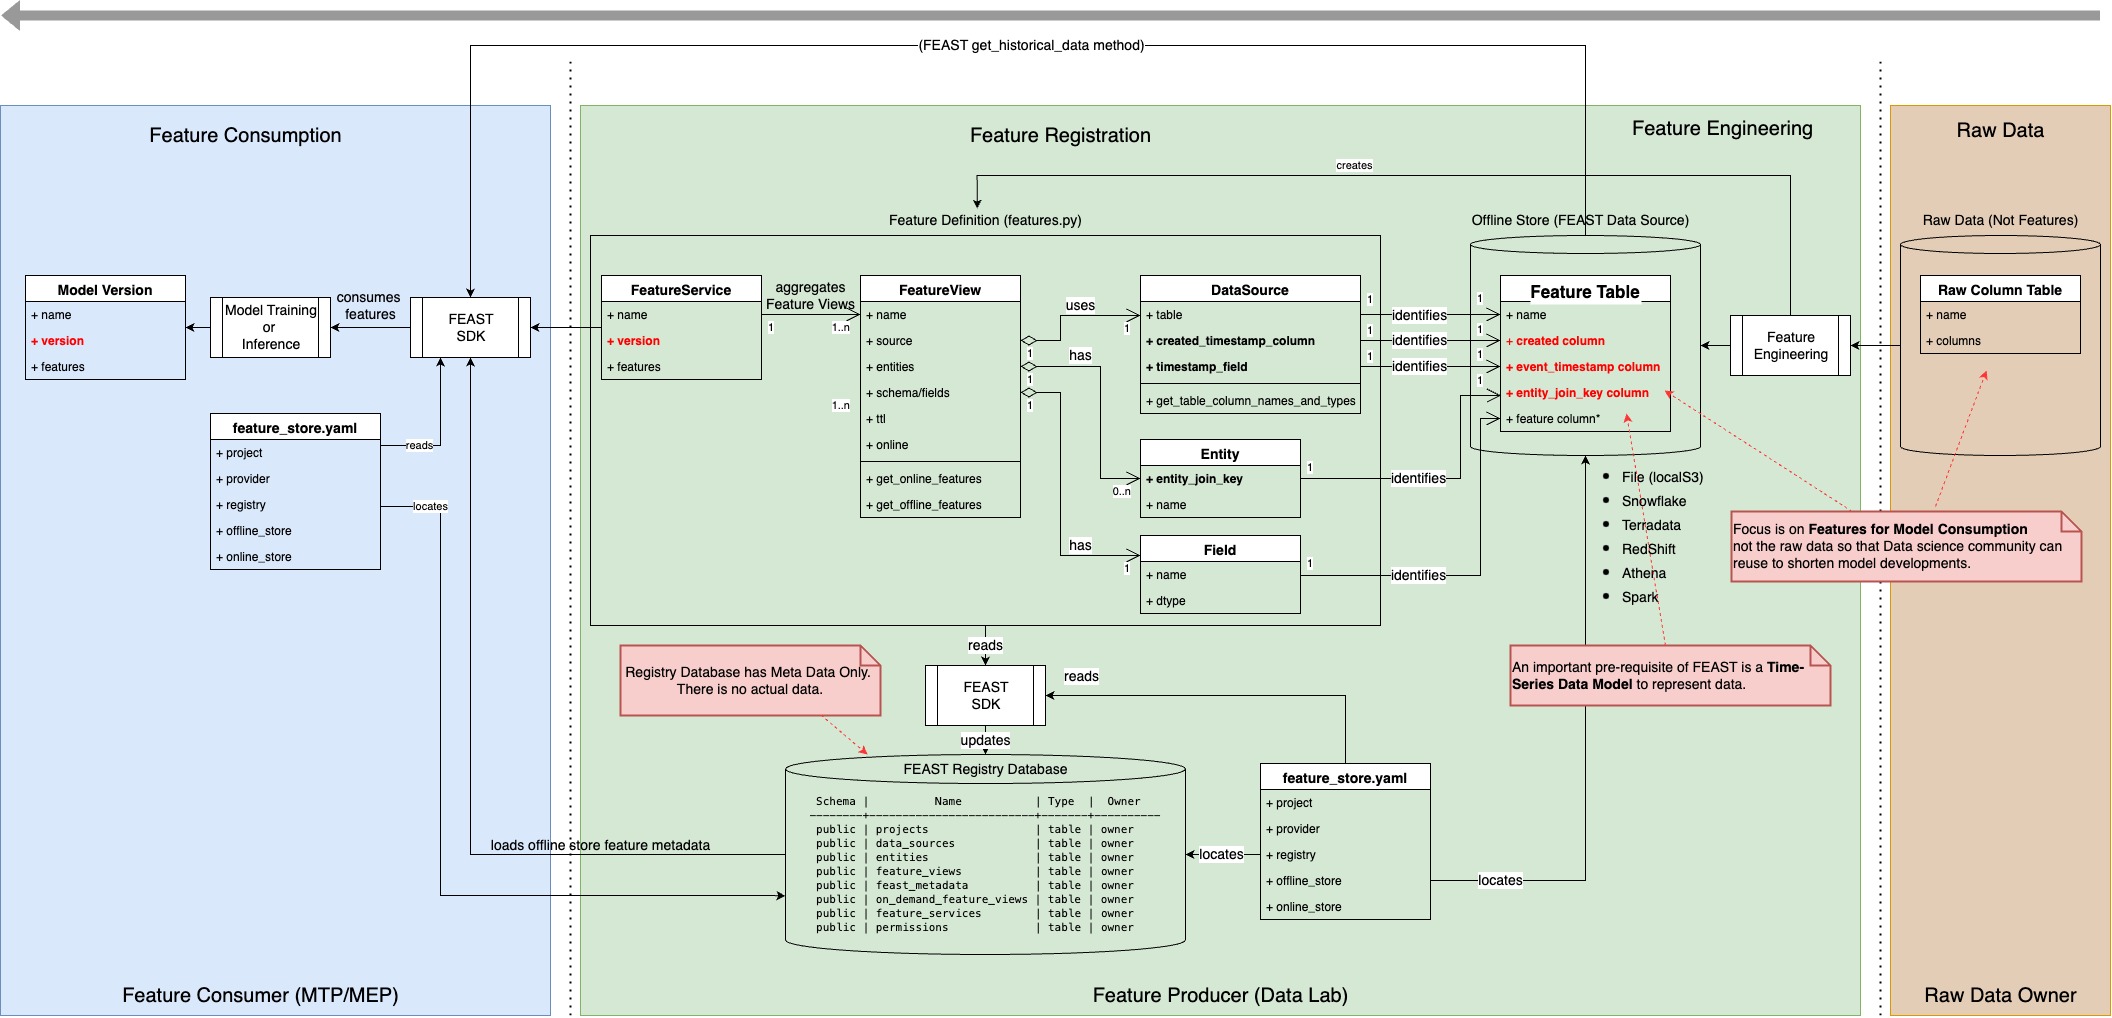 (FEAST get_historical_data method)
Feature Consumption
Feature Registration
Feature Engineering
Raw Data
creates
Feature Definition (features.py)
Offline Store (FEAST Data Source)
Raw Data (Not Features)
Model Version
+ name
+ version
+ features
Model Training
or
Inference
consumes
features
FEAST
SDK
feature_store.yaml
+ project
+ provider
+ registry
+ offline_store
+ online_store
reads
locates
FeatureService
+ name
+ version
+ features
aggregates
Feature Views
1
1..n
FeatureView
+ name
+ source
+ entities
+ schema/fields
+ ttl
+ online
+ get_online_features
+ get_offline_features
1..n
1
1
1
uses
1
has
0..n
has
1
DataSource
+ table
+ created_timestamp_column
+ timestamp_field
+ get_table_column_names_and_types
Entity
+ entity_join_key
+ name
Field
+ name
+ dtype
1
identifies
1
1
identifies
1
1
identifies
1
1
identifies
1
1
identifies
Feature Table
+ name
+ created column
+ event_timestamp column
+ entity_join_key column
+ feature column*
Feature
Engineering
Raw Column Table
+ name
+ columns
• File (localS3)
• Snowflake
• Terradata
• RedShift
• Athena
• Spark
Focus is on Features for Model Consumption
not the raw data so that Data science community can
reuse to shorten model developments.
An important pre-requisite of FEAST is a Time-
Series Data Model to represent data.
Registry Database has Meta Data Only.
There is no actual data.
reads
FEAST
SDK
reads
updates
FEAST Registry Database
Schema | Name | Type | Owner
--------+-------------------------+-------+----------
public | projects | table | owner
public | data_sources | table | owner
public | entities | table | owner
public | feature_views | table | owner
public | feast_metadata | table | owner
public | on_demand_feature_views | table | owner
public | feature_services | table | owner
public | permissions | table | owner
loads offline store feature metadata
locates
feature_store.yaml
+ project
+ provider
+ registry
+ offline_store
+ online_store
locates
Feature Consumer (MTP/MEP)
Feature Producer (Data Lab)
Raw Data Owner